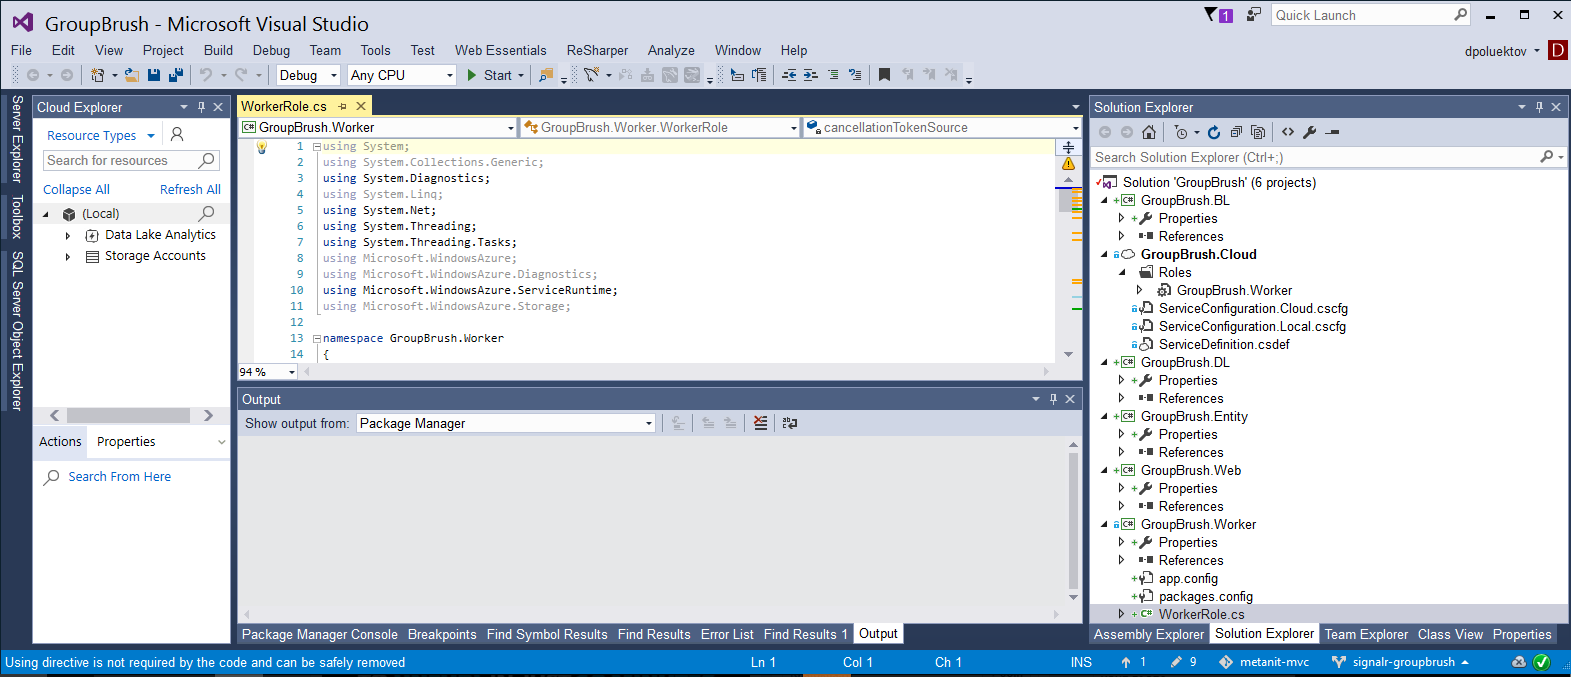 GroupBrush - Microsoft Visual Studio
1
Quick Launch
File Edit View Project Build Debug Team Tools Test Web Essentials ReSharper Analyze Window Help
dpoluektov D
Debug Any CPU Start
Server Explorer
Toolbox
SQL Server Object Explorer
Cloud Explorer
Resource Types
Search for resources
Collapse All Refresh All
(Local)
Data Lake Analytics
Storage Accounts
Actions Properties
Search From Here
WorkerRole.cs
GroupBrush.Worker GroupBrush.Worker.WorkerRole cancellationTokenSource
1 using System;
2 using System.Collections.Generic;
3 using System.Diagnostics;
4 using System.Linq;
5 using System.Net;
6 using System.Threading;
7 using System.Threading.Tasks;
8 using Microsoft.WindowsAzure;
9 using Microsoft.WindowsAzure.Diagnostics;
10 using Microsoft.WindowsAzure.ServiceRuntime;
11 using Microsoft.WindowsAzure.Storage;
12
13 namespace GroupBrush.Worker
14 {
94 %
Output
Show output from: Package Manager
Package Manager Console Breakpoints Find Symbol Results Find Results Error List Find Results 1 Output
Solution Explorer
Search Solution Explorer (Ctrl+;)
Solution 'GroupBrush' (6 projects)
C# GroupBrush.BL
Properties
References
GroupBrush.Cloud
Roles
GroupBrush.Worker
ServiceConfiguration.Cloud.cscfg
ServiceConfiguration.Local.cscfg
ServiceDefinition.csdef
C# GroupBrush.DL
Properties
References
C# GroupBrush.Entity
Properties
References
C# GroupBrush.Web
Properties
References
C# GroupBrush.Worker
Properties
References
app.config
packages.config
C# WorkerRole.cs
Assembly Explorer Solution Explorer Team Explorer Class View Properties
Using directive is not required by the code and can be safely removed Ln 1 Col 1 Ch 1 INS 1 9 metanit-mvc signalr-groupbrush